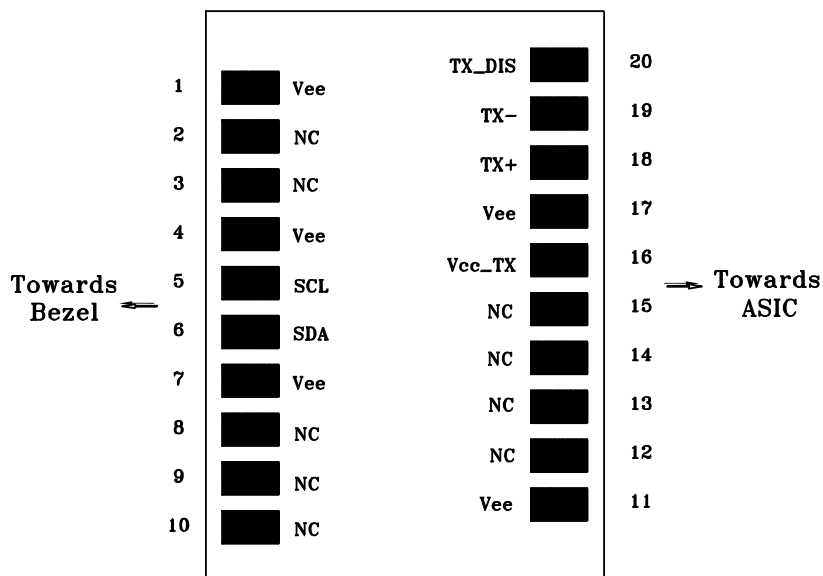 TX_DIS 20
1 Vee
TX- 19
2 NC
TX+ 18
3 NC
Vee 17
4 Vee
Vcc_TX 16
5 SCL
Towards
Bezel
Towards
ASIC
NC 15
6 SDA
NC 14
7 Vee
NC 13
8 NC
NC 12
9 NC
Vee 11
10 NC